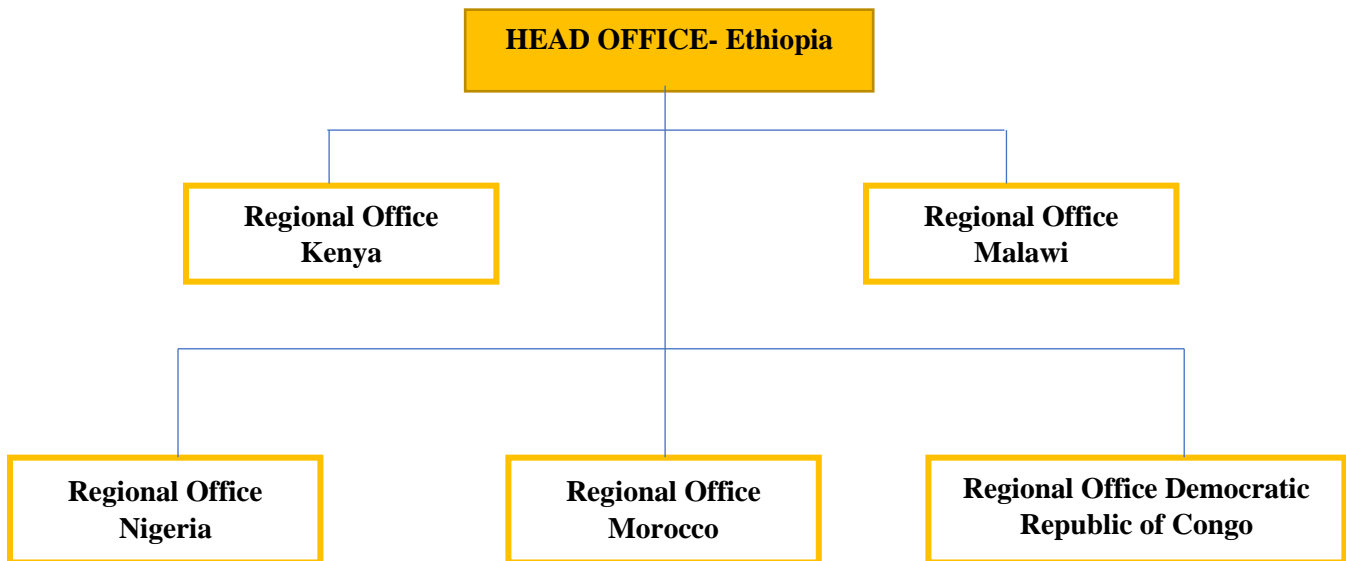 HEAD OFFICE- Ethiopia
Regional Office
Kenya
Regional Office
Malawi
Regional Office
Nigeria
Regional Office
Morocco
Regional Office Democratic
Republic of Congo